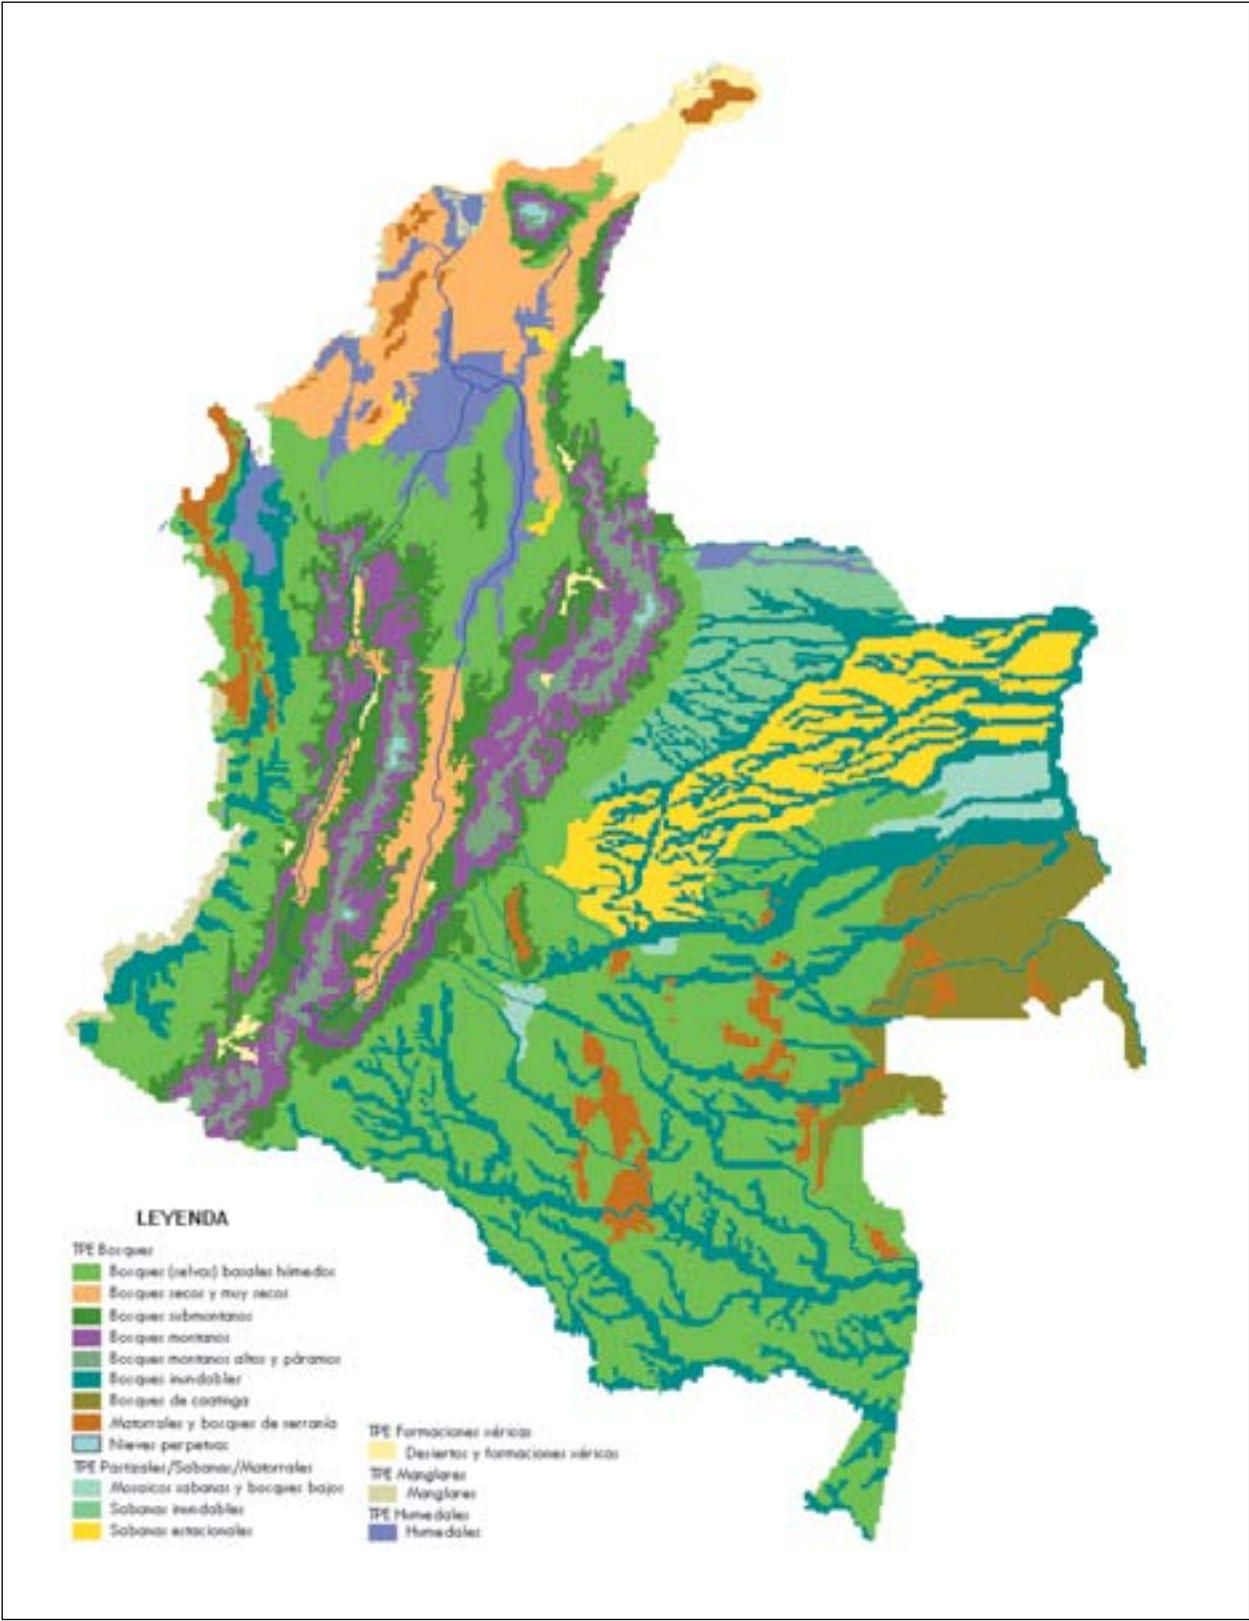 LEYENDA
TPE Bosques
Bosques (selvas) basales húmedos
Bosques secos y muy secos
Bosques submontanos
Bosques montanos
Bosques montanos altos y páramos
Bosques inundables
Bosques de caatinga
Matorrales y bosques de serranía
Nieves perpetuas
TPE Pastizales/Sabanas/Matorrales
Mosaicos sabanas y bosques bajos
Sabanas inundables
Sabanas estacionales
TPE Formaciones xéricas
Desiertos y formaciones xéricas
TPE Manglares
Manglares
TPE Humedales
Humedales